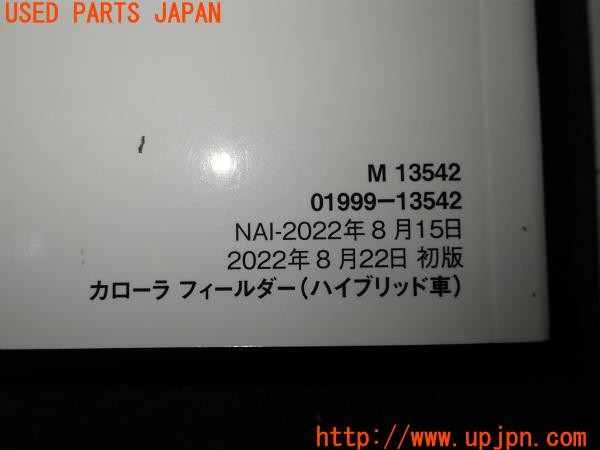 USED PARTS JAPAN
M 13542
01999−13542
NAI-2022年8月15日
2022年8月22日 初版
カローラ フィールダー(ハイブリッド車)
http://www.upjpn.com